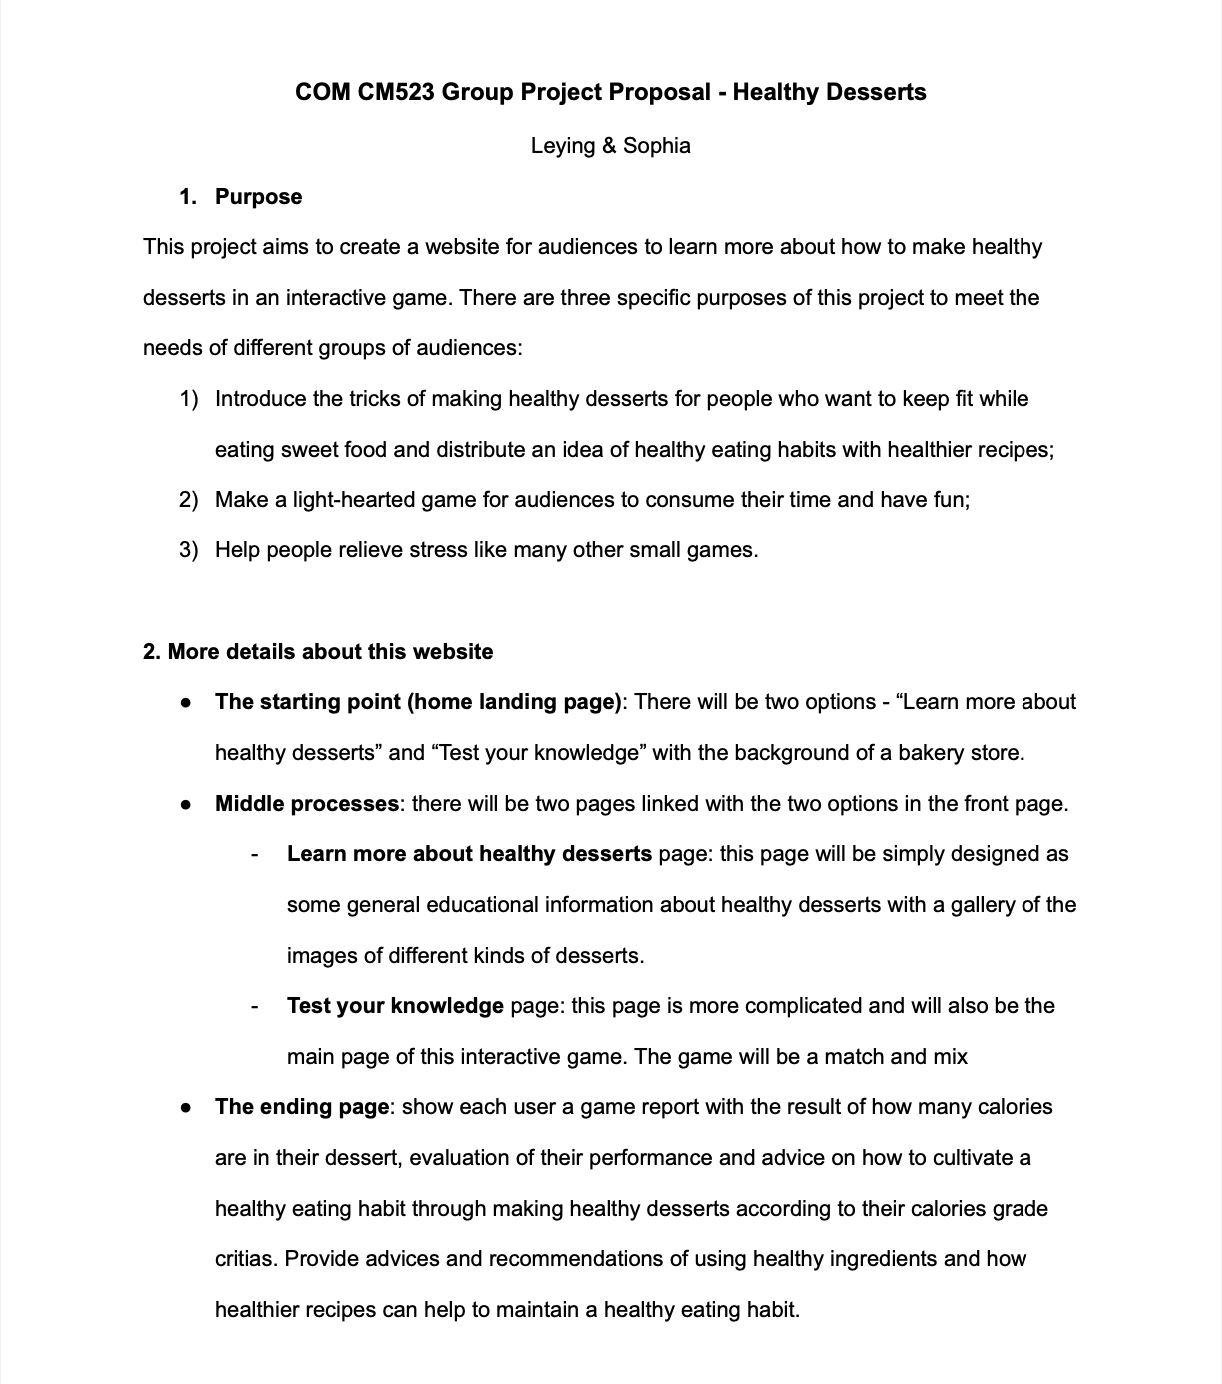 COM CM523 Group Project Proposal - Healthy Desserts
Leying & Sophia
1. Purpose
This project aims to create a website for audiences to learn more about how to make healthy
desserts in an interactive game. There are three specific purposes of this project to meet the
needs of different groups of audiences:
1) Introduce the tricks of making healthy desserts for people who want to keep fit while
eating sweet food and distribute an idea of healthy eating habits with healthier recipes;
2) Make a light-hearted game for audiences to consume their time and have fun;
3) Help people relieve stress like many other small games.
2. More details about this website
● The starting point (home landing page): There will be two options - “Learn more about
healthy desserts” and “Test your knowledge” with the background of a bakery store.
● Middle processes: there will be two pages linked with the two options in the front page.
- Learn more about healthy desserts page: this page will be simply designed as
some general educational information about healthy desserts with a gallery of the
images of different kinds of desserts.
- Test your knowledge page: this page is more complicated and will also be the
main page of this interactive game. The game will be a match and mix
● The ending page: show each user a game report with the result of how many calories
are in their dessert, evaluation of their performance and advice on how to cultivate a
healthy eating habit through making healthy desserts according to their calories grade
critias. Provide advices and recommendations of using healthy ingredients and how
healthier recipes can help to maintain a healthy eating habit.